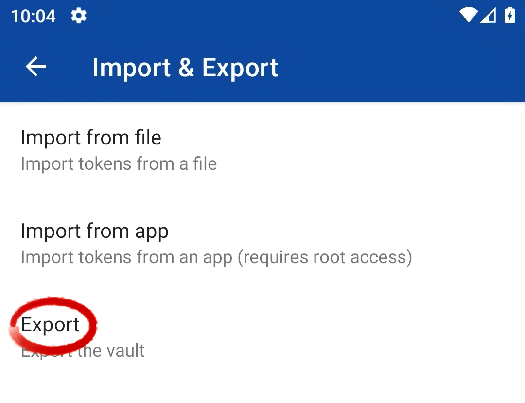 10:04
Import & Export
Import from file
Import tokens from a file
Import from app
Import tokens from an app (requires root access)
Export
Export the vault